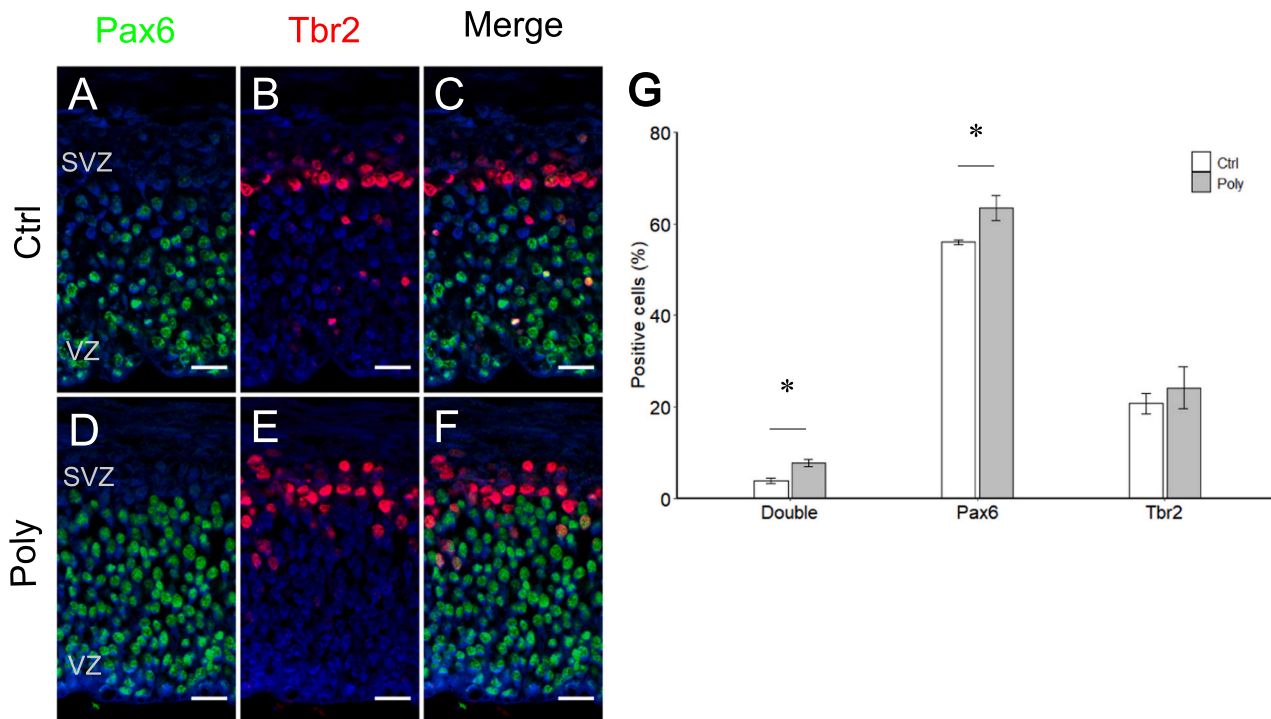 Pax6 Tbr2 Merge
A B C
SVZ
Ctrl
VZ
D E F
SVZ
Poly
VZ
G
80
60
40
20
0
Positive cells (%)
*
*
Ctrl
Poly
Double Pax6 Tbr2